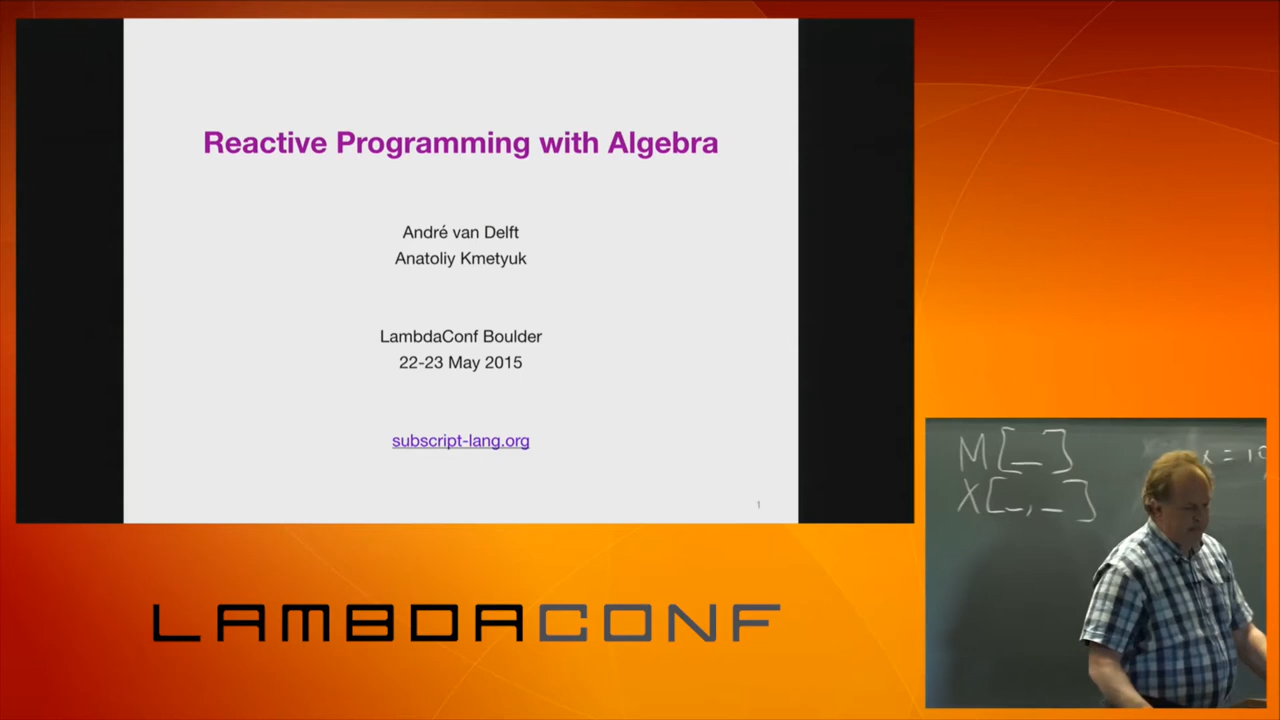 Reactive Programming with Algebra
André van Delft
Anatoliy Kmetyuk
LambdaConf Boulder
22-23 May 2015
subscript-lang.org
1
LAMBDACONF
M[_]
X[_,_]
x = 10